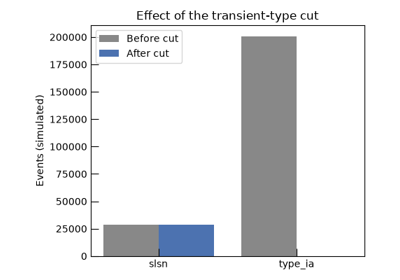 Effect of the transient-type cut
Before cut
After cut
200000
175000
150000
125000
100000
75000
50000
25000
0
Events (simulated)
slsn
type_ia